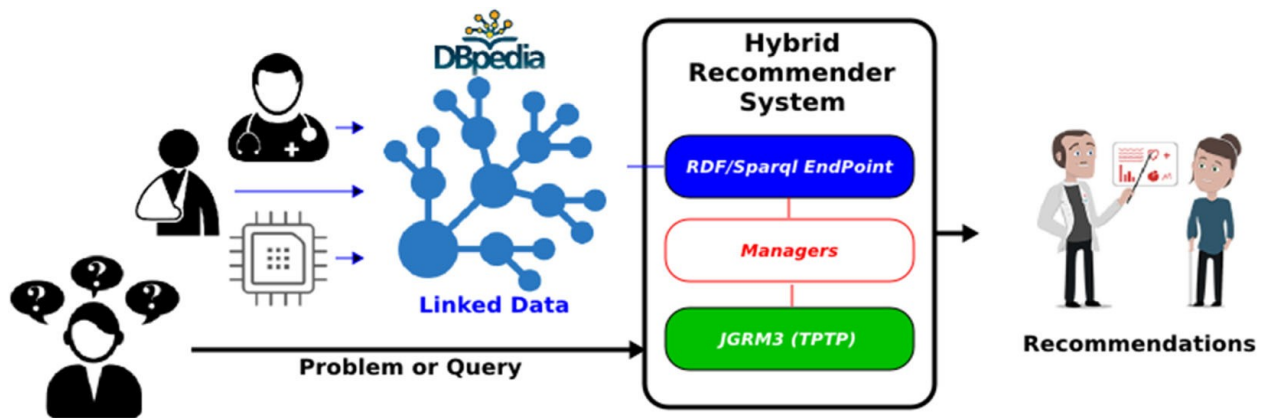 DBpedia
Linked Data
? ? ?
Problem or Query
Hybrid
Recommender
System
RDF/Sparql EndPoint
Managers
JGRM3 (TPTP)
Recommendations